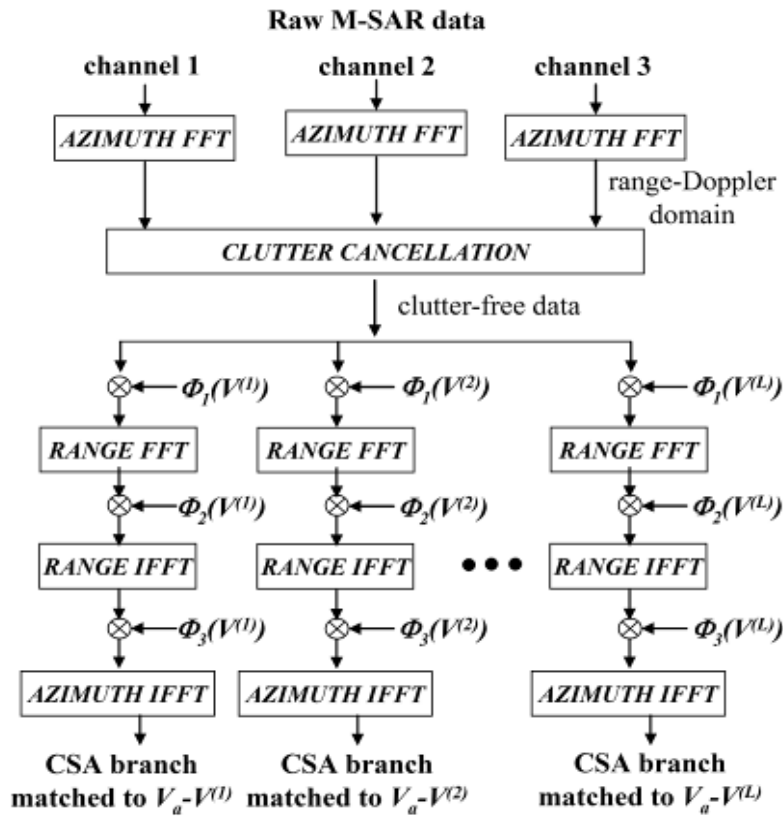 Raw M-SAR data
channel 1 channel 2 channel 3
AZIMUTH FFT AZIMUTH FFT AZIMUTH FFT
range-Doppler
domain
CLUTTER CANCELLATION
clutter-free data
Φ₁(V⁽¹⁾) Φ₁(V⁽²⁾) Φ₁(V⁽ᴸ⁾)
RANGE FFT RANGE FFT RANGE FFT
Φ₂(V⁽¹⁾) Φ₂(V⁽²⁾) Φ₂(V⁽ᴸ⁾)
RANGE IFFT RANGE IFFT ••• RANGE IFFT
Φ₃(V⁽¹⁾) Φ₃(V⁽²⁾) Φ₃(V⁽ᴸ⁾)
AZIMUTH IFFT AZIMUTH IFFT AZIMUTH IFFT
CSA branch CSA branch CSA branch
matched to Vₐ-V⁽¹⁾ matched to Vₐ-V⁽²⁾ matched to Vₐ-V⁽ᴸ⁾